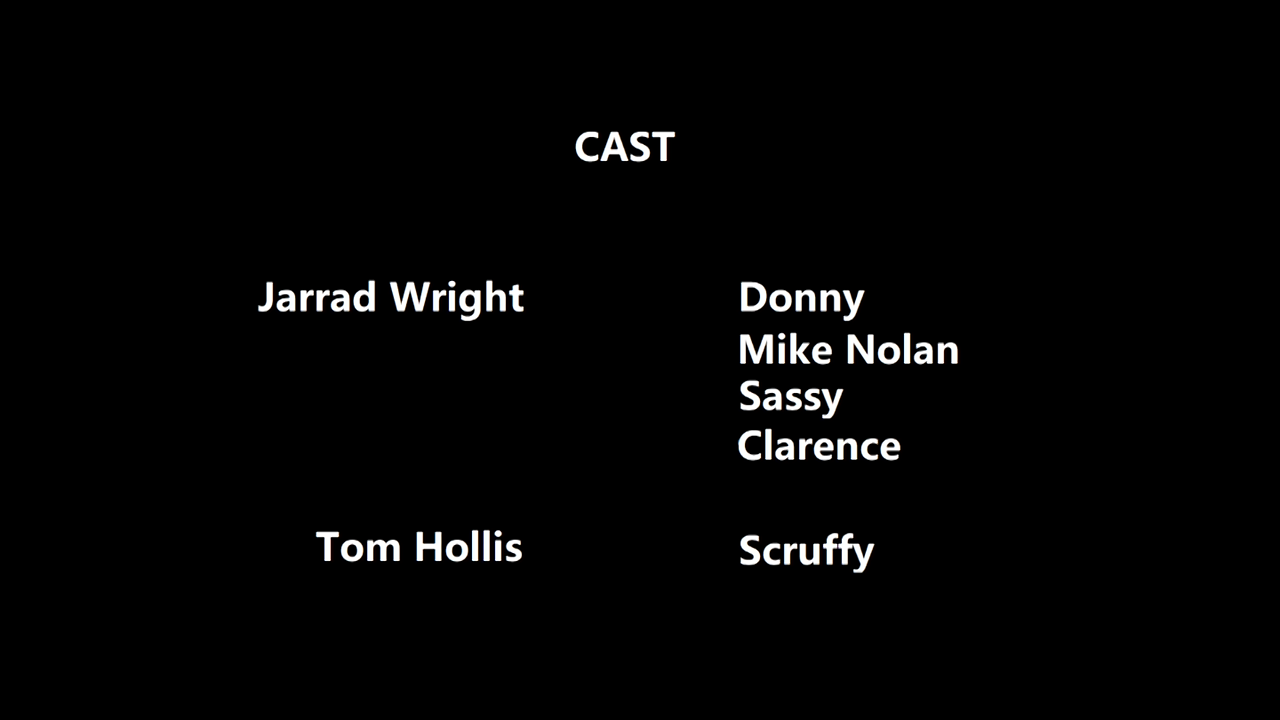 CAST
Jarrad Wright Donny
Mike Nolan
Sassy
Clarence
Tom Hollis Scruffy